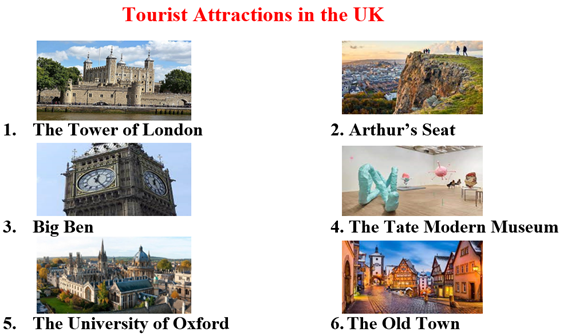 Tourist Attractions in the UK
1. The Tower of London
2. Arthur's Seat
3. Big Ben
4. The Tate Modern Museum
5. The University of Oxford
6. The Old Town